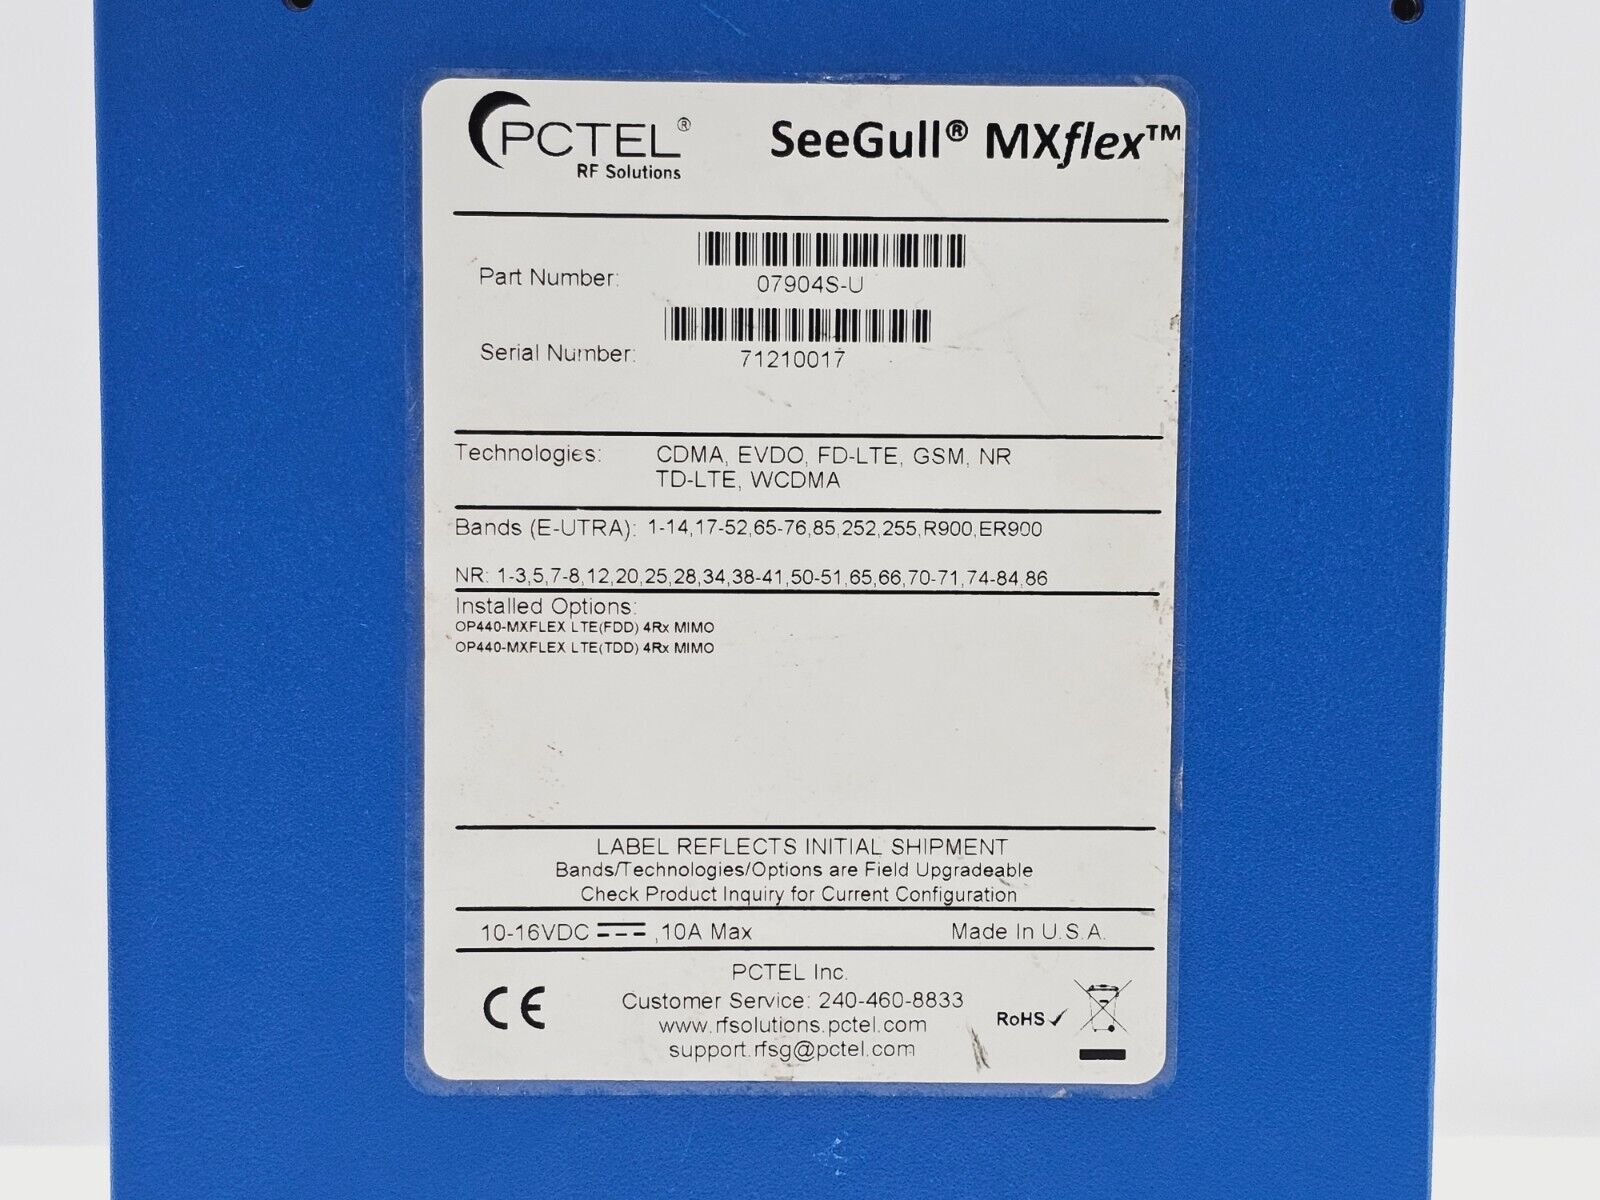 PCTEL®
RF Solutions
SeeGull® MXflex™
Part Number: 07904S-U
Serial Number: 71210017
Technologies: CDMA, EVDO, FD-LTE, GSM, NR
TD-LTE, WCDMA
Bands (E-UTRA): 1-14,17-52,65-76,85,252,255,R900,ER900
NR: 1-3,5,7-8,12,20,25,28,34,38-41,50-51,65,66,70-71,74-84,86
Installed Options:
OP440-MXFLEX LTE(FDD) 4Rx MIMO
OP440-MXFLEX LTE(TDD) 4Rx MIMO
LABEL REFLECTS INITIAL SHIPMENT
Bands/Technologies/Options are Field Upgradeable
Check Product Inquiry for Current Configuration
10-16VDC ,10A Max Made In U.S.A.
PCTEL Inc.
Customer Service: 240-460-8833
www.rfsolutions.pctel.com
support.rfsg@pctel.com
CE
RoHS ✓